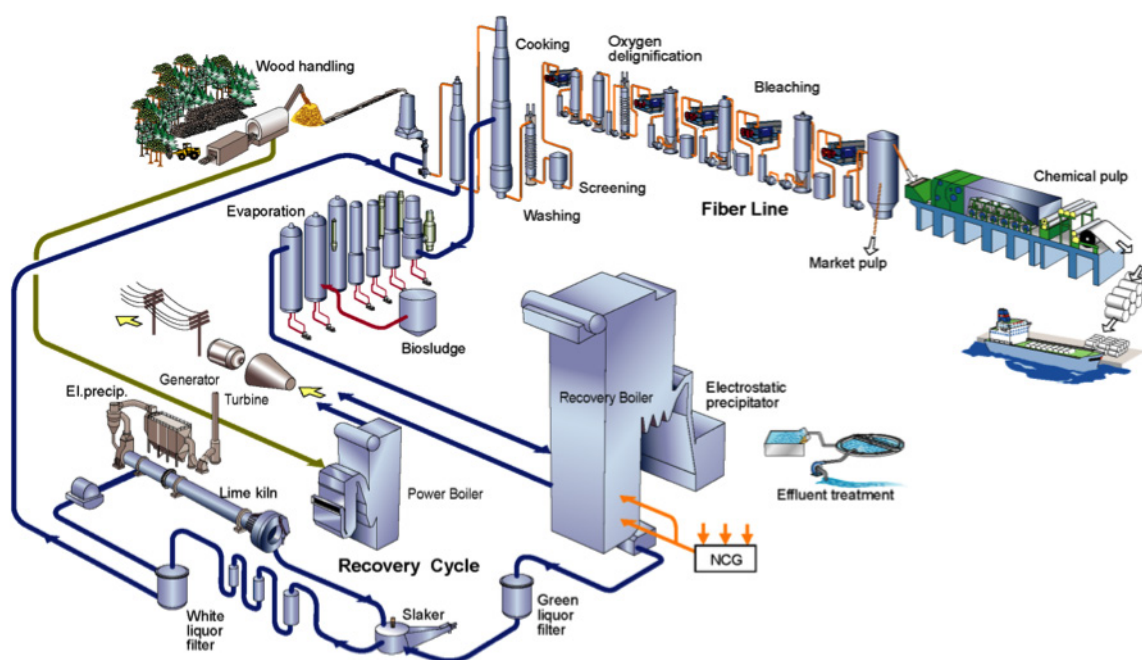 Wood handling
Cooking
Oxygen
delignification
Bleaching
Screening
Washing
Fiber Line
Chemical pulp
Market pulp
Evaporation
Biosludge
Generator
Turbine
El.precip.
Recovery Boiler
Electrostatic
precipitator
Effluent treatment
Lime kiln
Power Boiler
NCG
Recovery Cycle
White
liquor
filter
Slaker
Green
liquor
filter